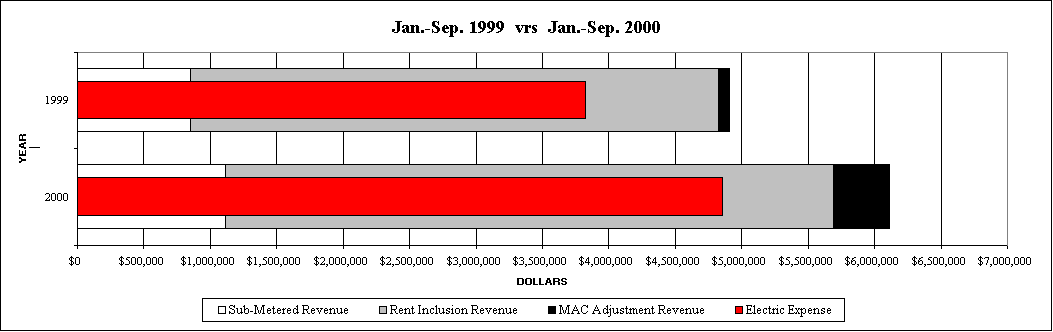 Jan.-Sep. 1999 vrs Jan.-Sep. 2000
1999
YEAR
2000
$0 $500,000 $1,000,000 $1,500,000 $2,000,000 $2,500,000 $3,000,000 $3,500,000 $4,000,000 $4,500,000 $5,000,000 $5,500,000 $6,000,000 $6,500,000 $7,000,000
DOLLARS
Sub-Metered Revenue Rent Inclusion Revenue MAC Adjustment Revenue Electric Expense